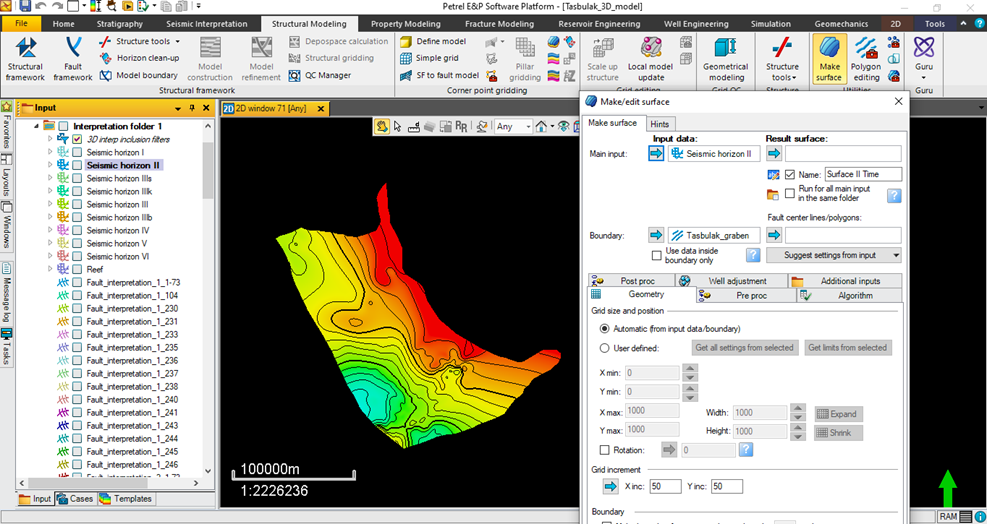 Petrel E&P Software Platform - [Tasbulak_3D_model]
File Home Stratigraphy Seismic Interpretation Structural Modeling Property Modeling Fracture Modeling Reservoir Engineering Well Engineering Simulation Geomechanics 2D Tools
Structural framework
Fault framework
Structure tools
Horizon clean-up
Model boundary
Model construction
Model refinement
Depospace calculation
Structural grid
QC Manager
Structural framework
Define model
Simple grid
SF to fault model
Pillar gridding
Corner point gridding
Scale up structure
Local model update
Geometrical modeling
Structure tools
Make surface
Polygon editing
Guru
Guru
Favorites
Layouts
Windows
Message log
Tasks
Input
Interpretation folder 1
3D interp inclusion filters
Seismic horizon I
Seismic horizon II
Seismic horizon IIIs
Seismic horizon IIIk
Seismic horizon III
Seismic horizon IIIb
Seismic horizon IV
Seismic horizon V
Seismic horizon VI
Reef
Fault_interpretation_1_1-73
Fault_interpretation_1_104
Fault_interpretation_1_230
Fault_interpretation_1_231
Fault_interpretation_1_233
Fault_interpretation_1_235
Fault_interpretation_1_236
Fault_interpretation_1_237
Fault_interpretation_1_238
Fault_interpretation_1_240
Fault_interpretation_1_241
Fault_interpretation_1_243
Fault_interpretation_1_244
Fault_interpretation_1_245
Fault_interpretation_1_246
Input Cases Templates
2D window 71 [Any]
Any
100000m
1:2226236
Make/edit surface
Make surface Hints
Input data: Result surface:
Main input: Seismic horizon II
Name: Surface II Time
Run for all main input in the same folder
Fault center lines/polygons:
Boundary: Tasbulak_graben
Use data inside boundary only
Suggest settings from input
Post proc Well adjustment Additional inputs
Geometry Pre proc Algorithm
Grid size and position
Automatic (from input data/boundary)
User defined: Get all settings from selected Get limits from selected
X min: 0
Y min: 0
X max: 1000 Width: 1000 Expand
Y max: 1000 Height: 1000 Shrink
Rotation: 0
Grid increment
X inc: 50 Y inc: 50
Boundary
RAM